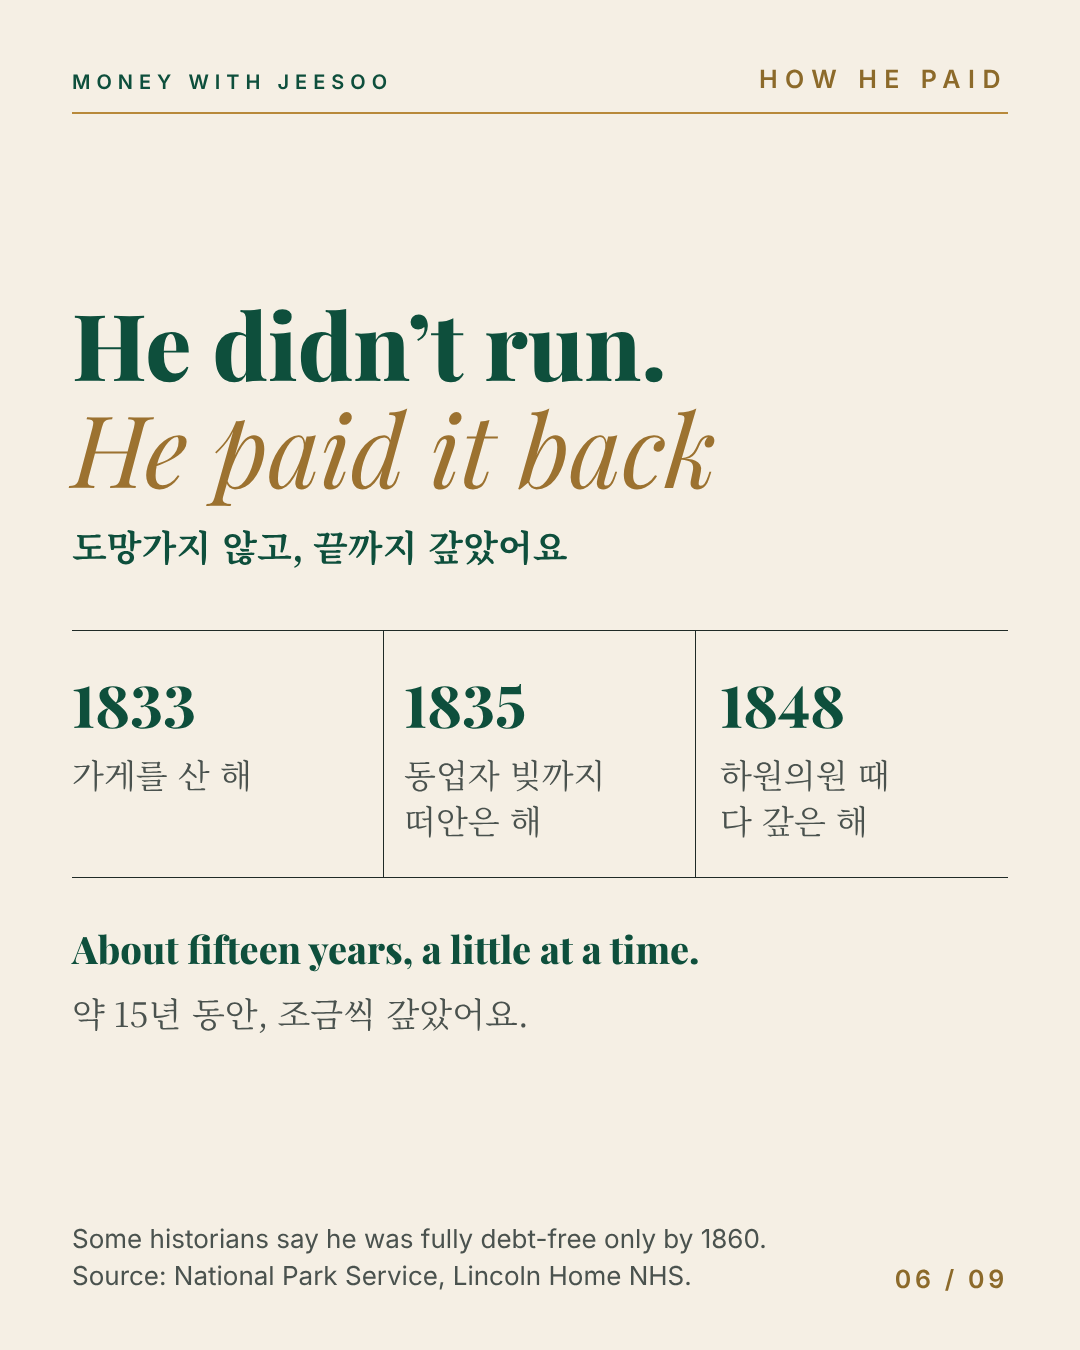 MONEY WITH JEESOO
HOW HE PAID
He didn’t run.
He paid it back
도망가지 않고, 끝까지 갚았어요
1833
가게를 산 해
1835
동업자 빚까지
떠안은 해
1848
하원의원 때
다 갚은 해
About fifteen years, a little at a time.
약 15년 동안, 조금씩 갚았어요.
Some historians say he was fully debt-free only by 1860.
Source: National Park Service, Lincoln Home NHS.
06 / 09